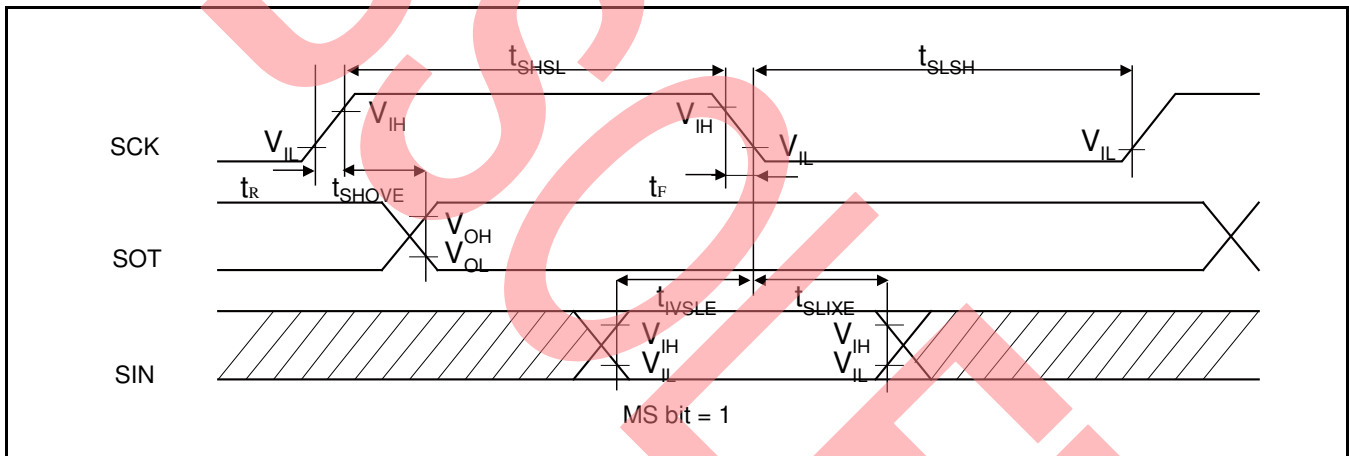 tSHSL tSLSH
VIH VIH
SCK VIL VIL VIL
tR tSHOVE tF
VOH
SOT VOL
tIVSLE tSLIXE
VIH VIH
SIN VIL VIL
MS bit = 1